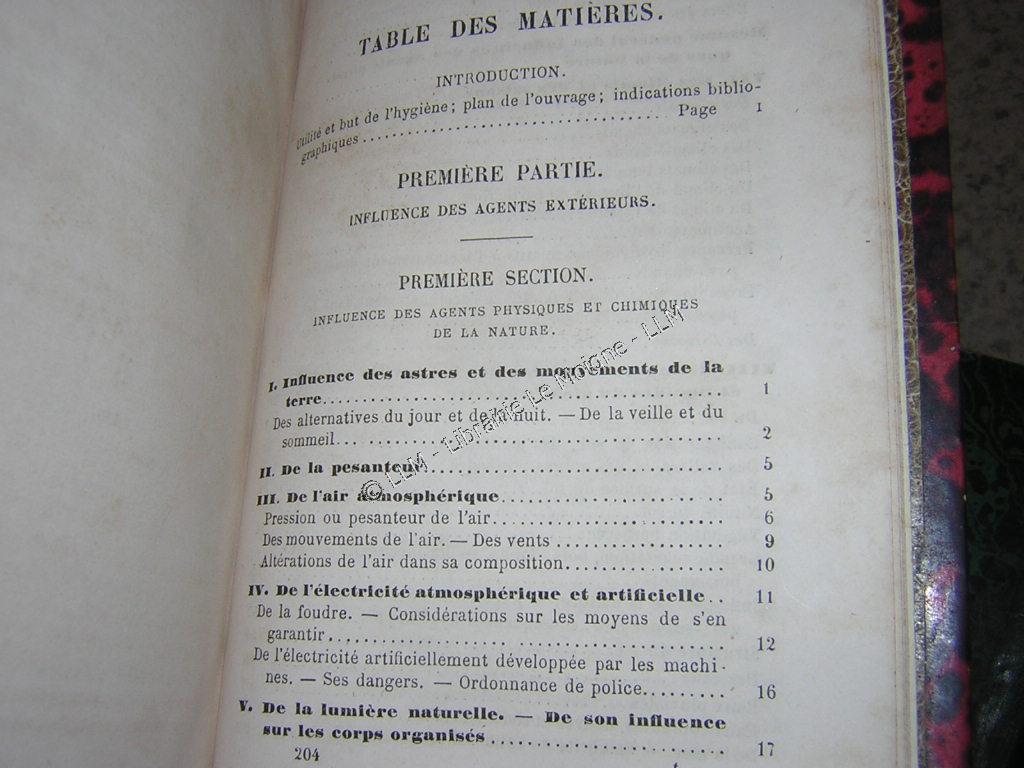 TABLE DES MATIÈRES.
INTRODUCTION.
Utilité et but de l'hygiène; plan de l'ouvrage; indications biblio-
graphiques .......................................... Page 1
PREMIÈRE PARTIE.
INFLUENCE DES AGENTS EXTÉRIEURS.
PREMIÈRE SECTION.
INFLUENCE DES AGENTS PHYSIQUES ET CHIMIQUES
DE LA NATURE.
I. Influence des astres et des mouvements de la
terre.......................................... 1
Des alternatives du jour et de la nuit. — De la veille et du
sommeil... .................................... 2
II. De la pesanteur................................ 5
III. De l'air atmosphérique........................ 5
Pression ou pesanteur de l'air........................ 6
Des mouvements de l'air. — Des vents ................. 9
Altérations de l'air dans sa composition................ 10
IV. De l'électricité atmosphérique et artificielle.. 11
De la foudre. — Considérations sur les moyens de s'en
garantir........................................ 12
De l'électricité artificiellement développée par les machi-
nes. — Ses dangers. — Ordonnance de police......... 16
V. De la lumière naturelle. — De son influence
sur les corps organisés......................... 17
204
© LLM - Librairie Le Moigne - LLM